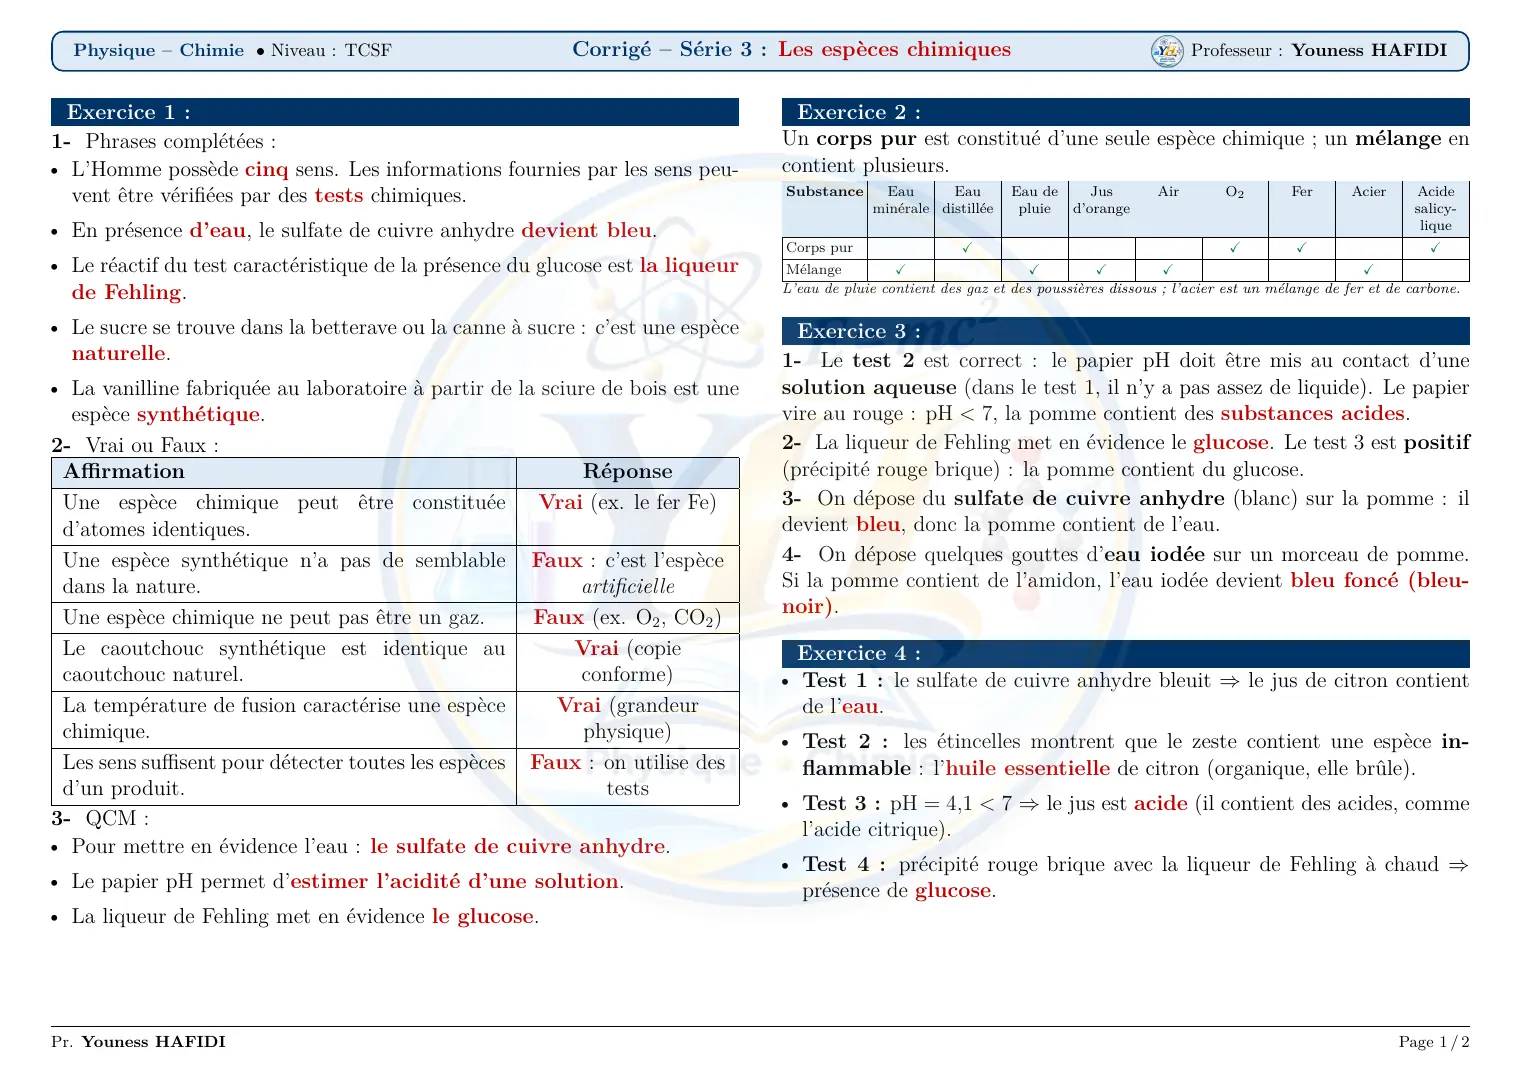 Physique – Chimie • Niveau : TCSF
Corrigé – Série 3 : Les espèces chimiques
Professeur : Youness HAFIDI
Exercice 1 :
1- Phrases complétées :
• L'Homme possède cinq sens. Les informations fournies par les sens peu-
vent être vérifiées par des tests chimiques.
• En présence d'eau, le sulfate de cuivre anhydre devient bleu.
• Le réactif du test caractéristique de la présence du glucose est la liqueur
de Fehling.
• Le sucre se trouve dans la betterave ou la canne à sucre : c'est une espèce
naturelle.
• La vanilline fabriquée au laboratoire à partir de la sciure de bois est une
espèce synthétique.
2- Vrai ou Faux :
Affirmation Réponse
Une espèce chimique peut être constituée Vrai (ex. le fer Fe)
d'atomes identiques.
Une espèce synthétique n'a pas de semblable Faux : c'est l'espèce
dans la nature. artificielle
Une espèce chimique ne peut pas être un gaz. Faux (ex. O₂, CO₂)
Le caoutchouc synthétique est identique au Vrai (copie
caoutchouc naturel. conforme)
La température de fusion caractérise une espèce Vrai (grandeur
chimique. physique)
Les sens suffisent pour détecter toutes les espèces Faux : on utilise des
d'un produit. tests
3- QCM :
• Pour mettre en évidence l'eau : le sulfate de cuivre anhydre.
• Le papier pH permet d'estimer l'acidité d'une solution.
• La liqueur de Fehling met en évidence le glucose.
Exercice 2 :
Un corps pur est constitué d'une seule espèce chimique ; un mélange en
contient plusieurs.
Substance Eau Eau Eau de Jus Air O₂ Fer Acier Acide
minérale distillée pluie d'orange salicy-
lique
Corps pur ✓ ✓ ✓ ✓
Mélange ✓ ✓ ✓ ✓ ✓
L'eau de pluie contient des gaz et des poussières dissous ; l'acier est un mélange de fer et de carbone.
Exercice 3 :
1- Le test 2 est correct : le papier pH doit être mis au contact d'une
solution aqueuse (dans le test 1, il n'y a pas assez de liquide). Le papier
vire au rouge : pH < 7, la pomme contient des substances acides.
2- La liqueur de Fehling met en évidence le glucose. Le test 3 est positif
(précipité rouge brique) : la pomme contient du glucose.
3- On dépose du sulfate de cuivre anhydre (blanc) sur la pomme : il
devient bleu, donc la pomme contient de l'eau.
4- On dépose quelques gouttes d'eau iodée sur un morceau de pomme.
Si la pomme contient de l'amidon, l'eau iodée devient bleu foncé (bleu-
noir).
Exercice 4 :
• Test 1 : le sulfate de cuivre anhydre bleuit ⇒ le jus de citron contient
de l'eau.
• Test 2 : les étincelles montrent que le zeste contient une espèce in-
flammable : l'huile essentielle de citron (organique, elle brûle).
• Test 3 : pH = 4,1 < 7 ⇒ le jus est acide (il contient des acides, comme
l'acide citrique).
• Test 4 : précipité rouge brique avec la liqueur de Fehling à chaud ⇒
présence de glucose.
Physique Chimie
Pr. Youness HAFIDI
Page 1 / 2